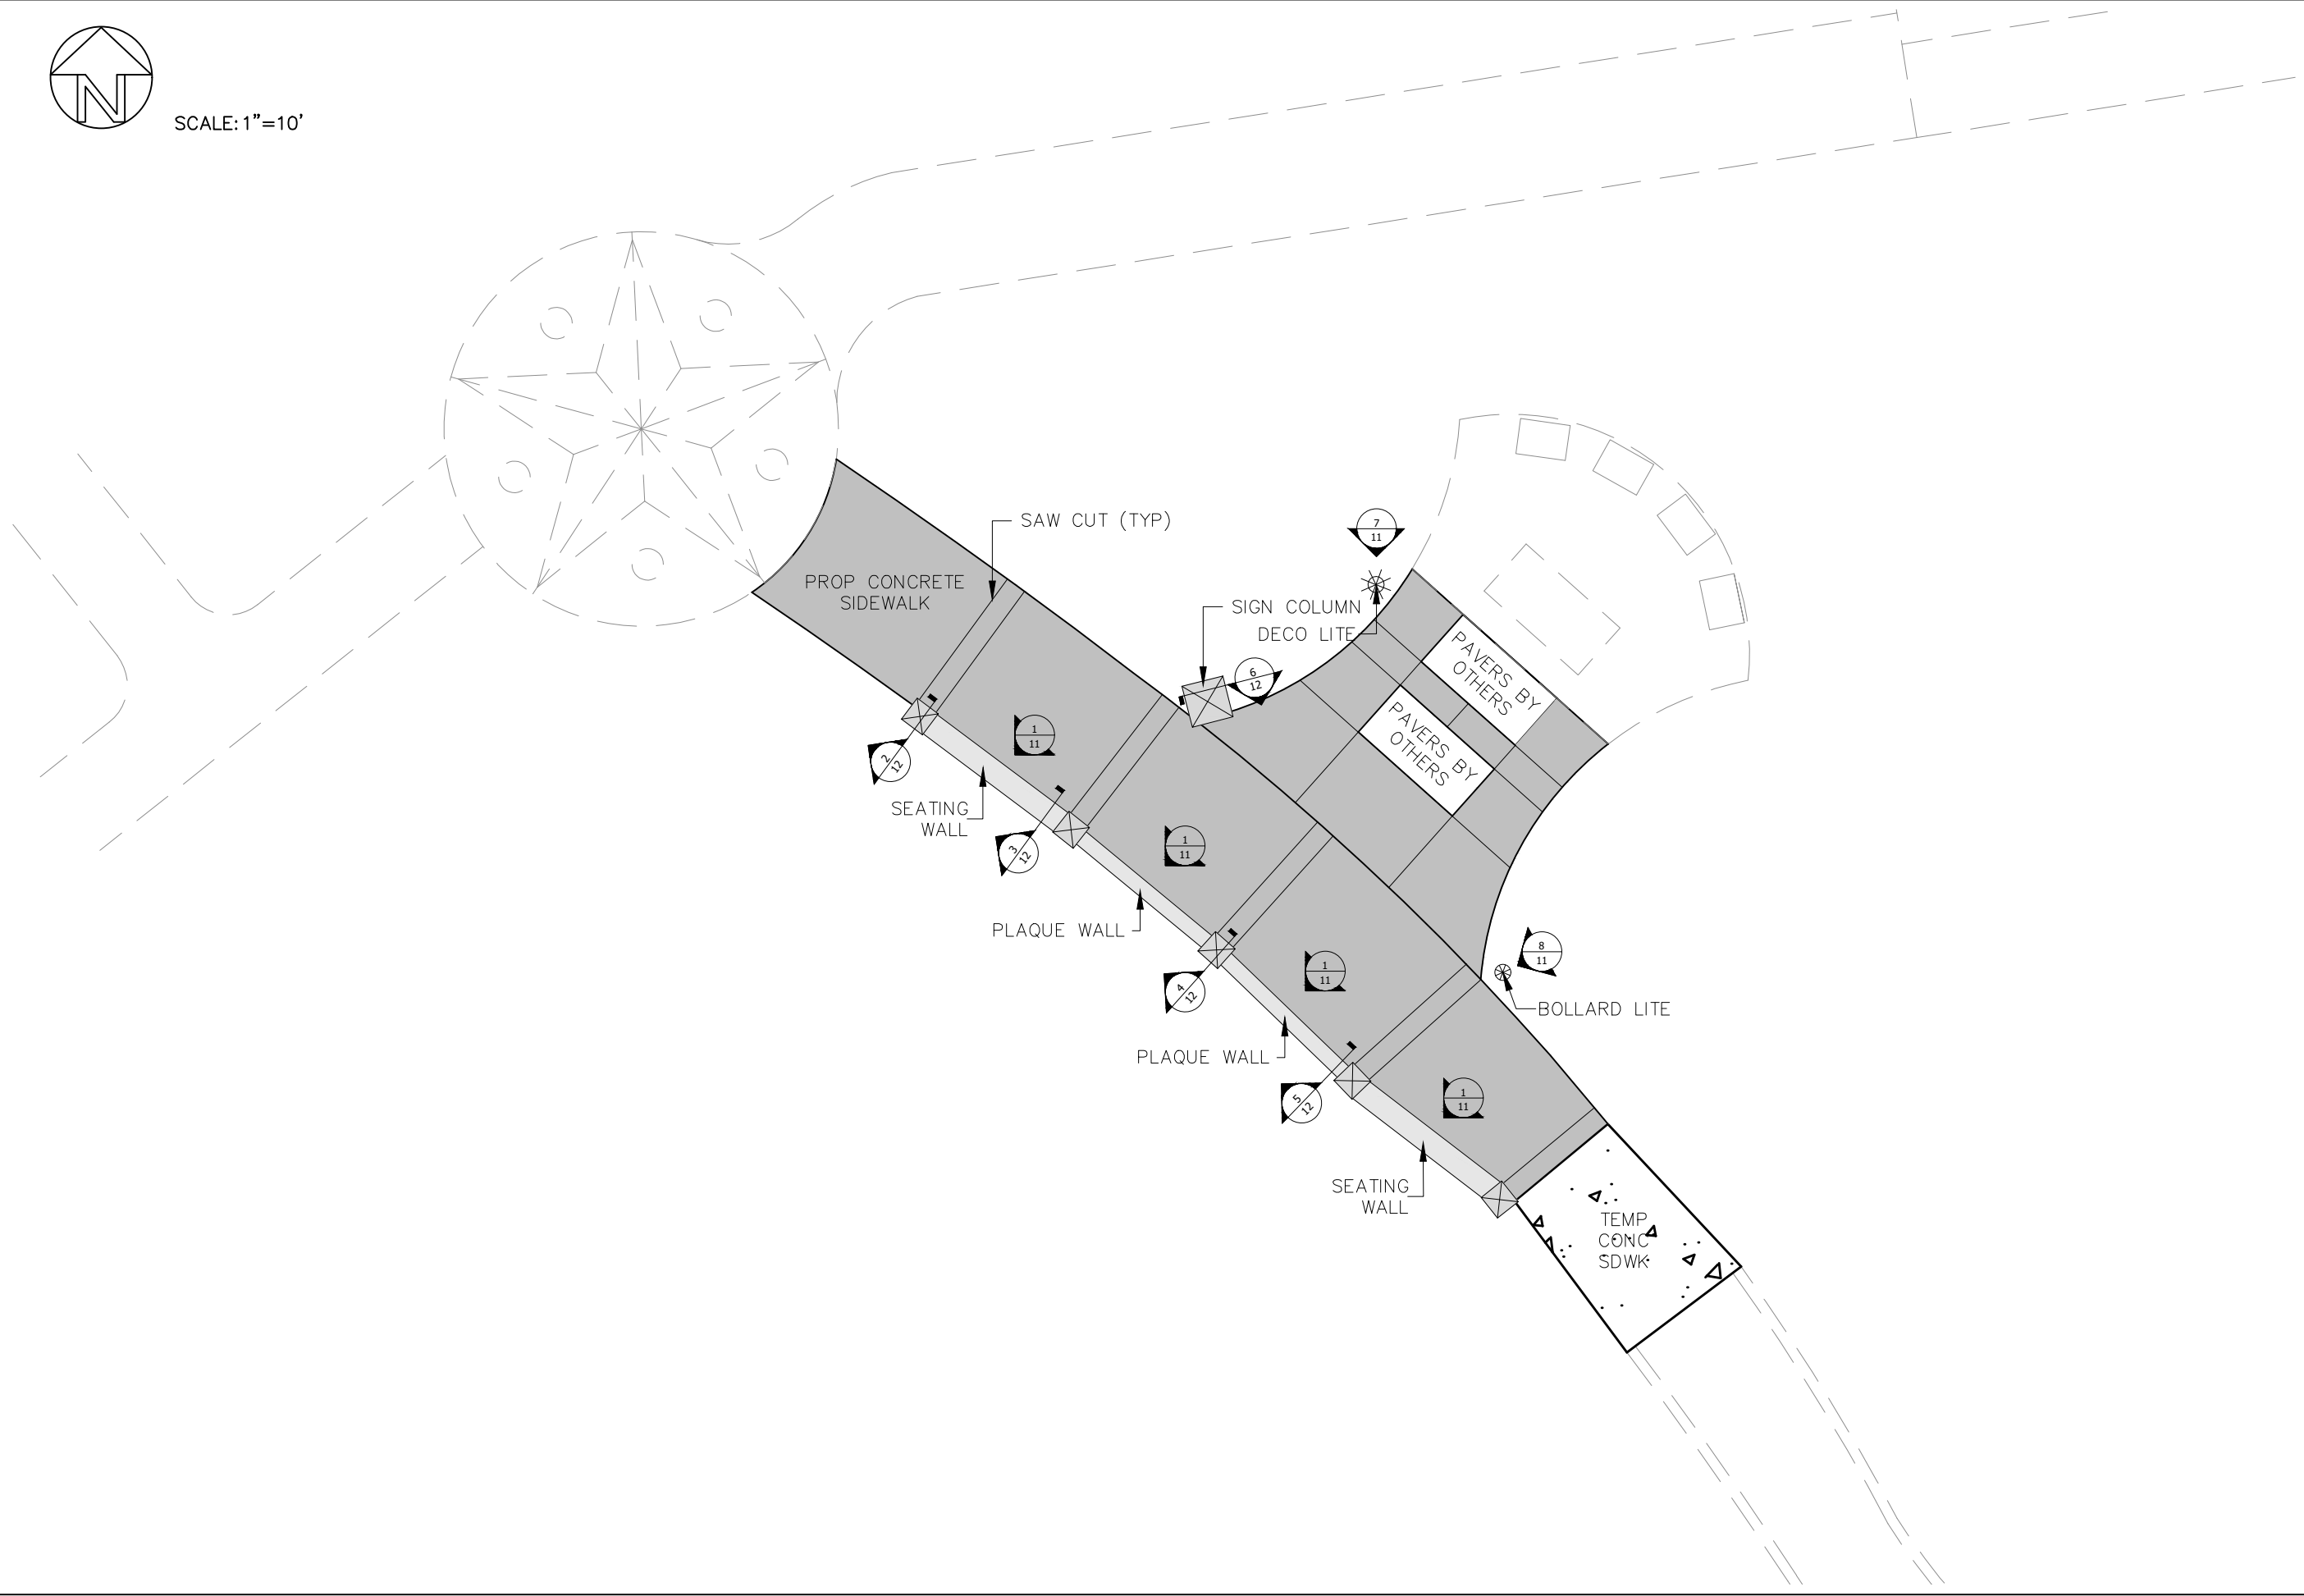 N
SCALE: 1"=10'
SAW CUT (TYP)
7
11
PROP CONCRETE
SIDEWALK
SIGN COLUMN
DECO LITE
6
12
PAVERS BY
OTHERS
PAVERS BY
OTHERS
1
11
2
12
SEATING
WALL
3
12
1
11
PLAQUE WALL
4
12
1
11
8
11
BOLLARD LITE
PLAQUE WALL
5
12
1
11
SEATING
WALL
TEMP
CONC
SDWK